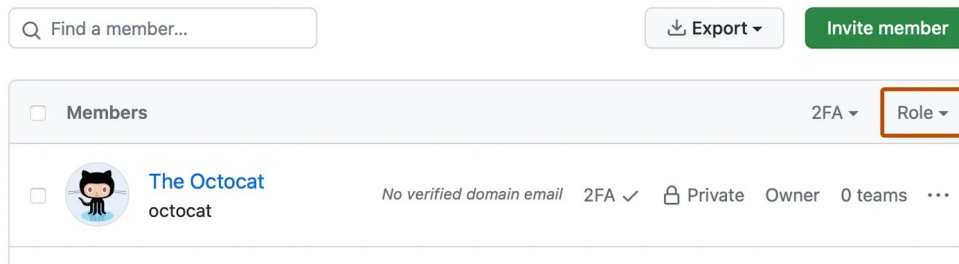 Find a member...
Export
Invite member
Members
2FA
Role
The Octocat
octocat
No verified domain email
2FA
Private
Owner
0 teams